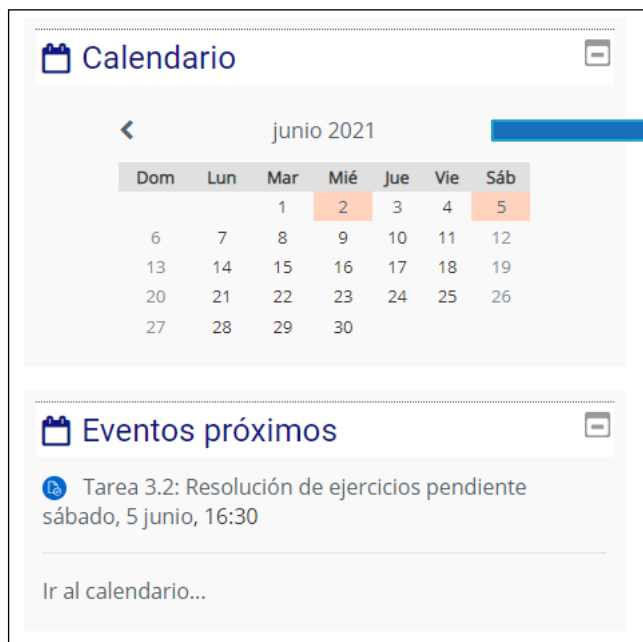 Calendario
junio 2021
Dom Lun Mar Mié Jue Vie Sáb
1 2 3 4 5
6 7 8 9 10 11 12
13 14 15 16 17 18 19
20 21 22 23 24 25 26
27 28 29 30
Eventos próximos
Tarea 3.2: Resolución de ejercicios pendiente
sábado, 5 junio, 16:30
Ir al calendario...